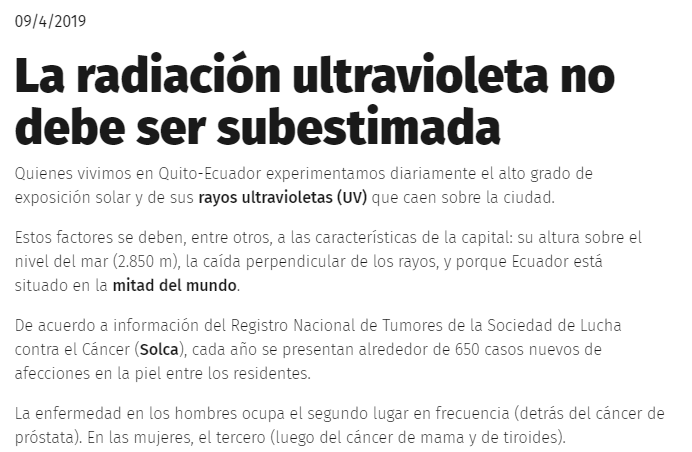 09/4/2019
La radiación ultravioleta no
debe ser subestimada
Quienes vivimos en Quito-Ecuador experimentamos diariamente el alto grado de
exposición solar y de sus rayos ultravioletas (UV) que caen sobre la ciudad.
Estos factores se deben, entre otros, a las características de la capital: su altura sobre el
nivel del mar (2.850 m), la caída perpendicular de los rayos, y porque Ecuador está
situado en la mitad del mundo.
De acuerdo a información del Registro Nacional de Tumores de la Sociedad de Lucha
contra el Cáncer (Solca), cada año se presentan alrededor de 650 casos nuevos de
afecciones en la piel entre los residentes.
La enfermedad en los hombres ocupa el segundo lugar en frecuencia (detrás del cáncer de
próstata). En las mujeres, el tercero (luego del cáncer de mama y de tiroides).